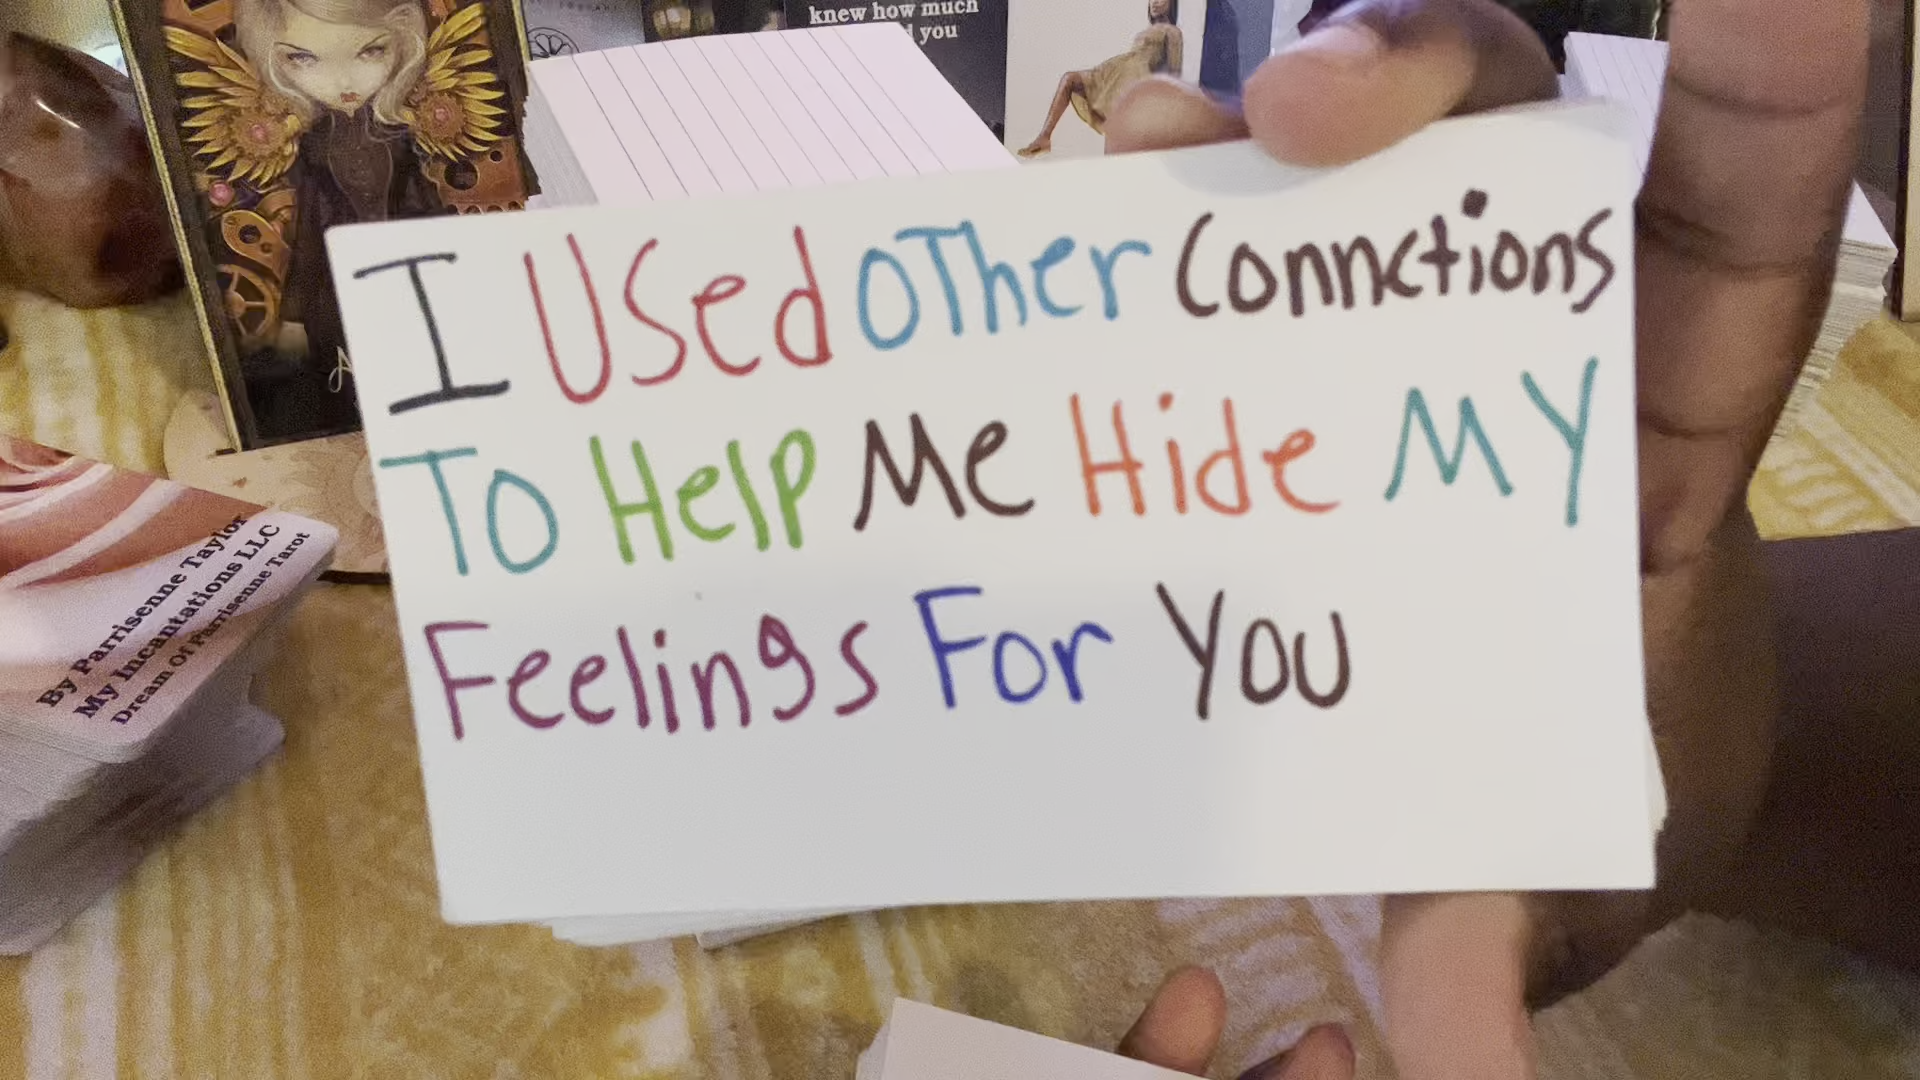 knew how much
you
I Used OTher Connctions
To Help Me Hide MY
Feelings For You
By Parrisenne Taylor
My Incantations LLC
Dream Of Parrisenne Tarot